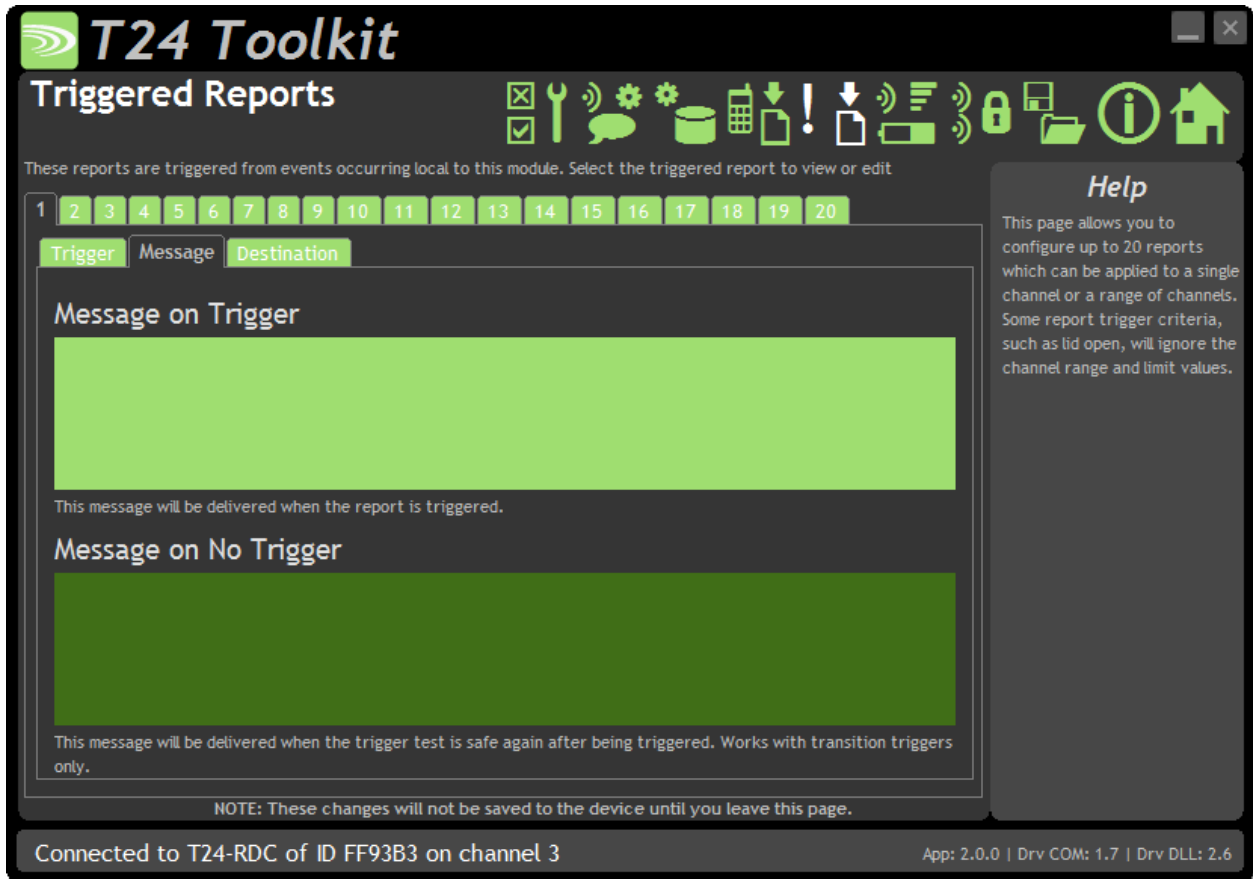 T24 Toolkit
Triggered Reports
These reports are triggered from events occurring local to this module. Select the triggered report to view or edit
1 2 3 4 5 6 7 8 9 10 11 12 13 14 15 16 17 18 19 20
Trigger Message Destination
Message on Trigger
This message will be delivered when the report is triggered.
Message on No Trigger
This message will be delivered when the trigger test is safe again after being triggered. Works with transition triggers
only.
NOTE: These changes will not be saved to the device until you leave this page.
Help
This page allows you to
configure up to 20 reports
which can be applied to a single
channel or a range of channels.
Some report trigger criteria,
such as lid open, will ignore the
channel range and limit values.
Connected to T24-RDC of ID FF93B3 on channel 3
App: 2.0.0 | Drv COM: 1.7 | Drv DLL: 2.6